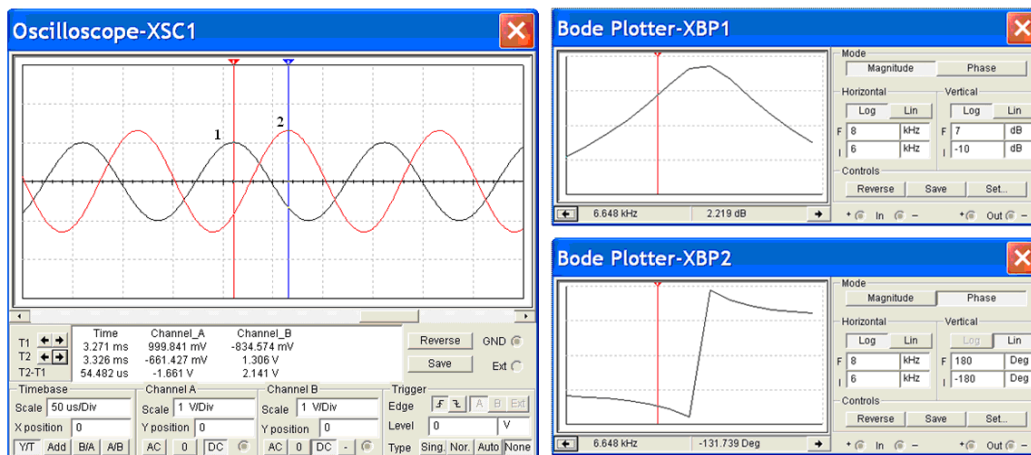 Oscilloscope-XSC1
1
2
T1
T2
T2-T1
Time Channel_A Channel_B
3.271 ms 999.841 mV -834.574 mV
3.326 ms -661.427 mV 1.306 V
54.482 us -1.661 V 2.141 V
Reverse
Save
GND
Ext
Timebase
Scale 50 us/Div
X position 0
Y/T Add B/A A/B
Channel A
Scale 1 V/Div
Y position 0
AC 0 DC
Channel B
Scale 1 V/Div
Y position 0
AC 0 DC -
Trigger
Edge A B Ext
Level 0 V
Type Sing. Nor. Auto None
Bode Plotter-XBP1
Mode
Magnitude Phase
Horizontal Vertical
Log Lin Log Lin
F 8 kHz F 7 dB
I 6 kHz I -10 dB
Controls
Reverse Save Set...
6.648 kHz 2.219 dB
+ In - + Out -
Bode Plotter-XBP2
Mode
Magnitude Phase
Horizontal Vertical
Log Lin Log Lin
F 8 kHz F 180 Deg
I 6 kHz I -180 Deg
Controls
Reverse Save Set...
6.648 kHz -131.739 Deg
+ In - + Out -